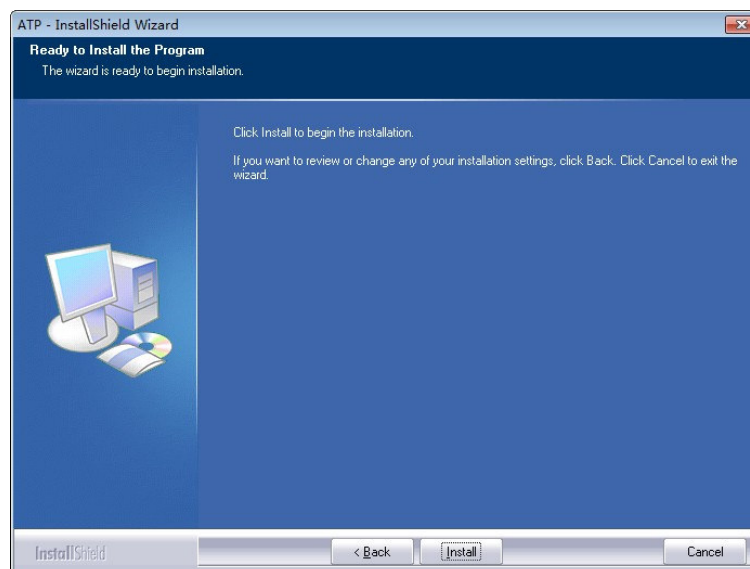 ATP - InstallShield Wizard
Ready to Install the Program
The wizard is ready to begin installation.
Click Install to begin the installation.
If you want to review or change any of your installation settings, click Back. Click Cancel to exit the
wizard.
InstallShield
< Back
Install
Cancel